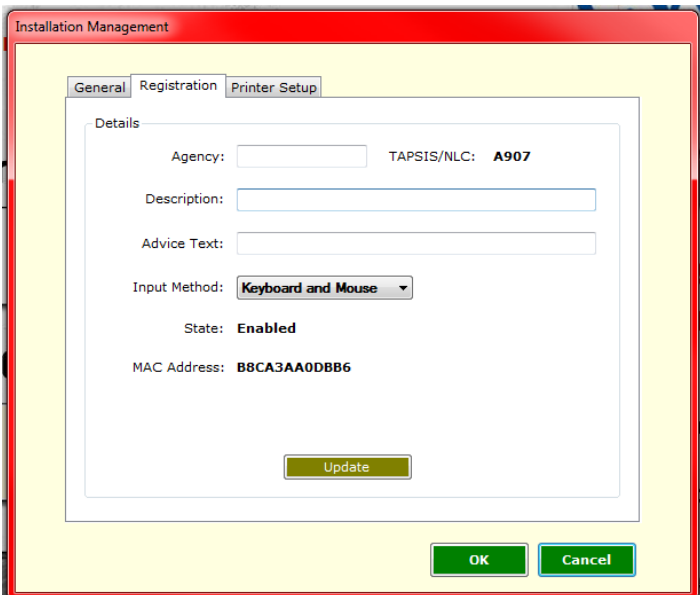 Installation Management
General Registration Printer Setup
Details
Agency: TAPSIS/NLC: A907
Description:
Advice Text:
Input Method: Keyboard and Mouse
State: Enabled
MAC Address: B8CA3AA0DBB6
Update
OK Cancel